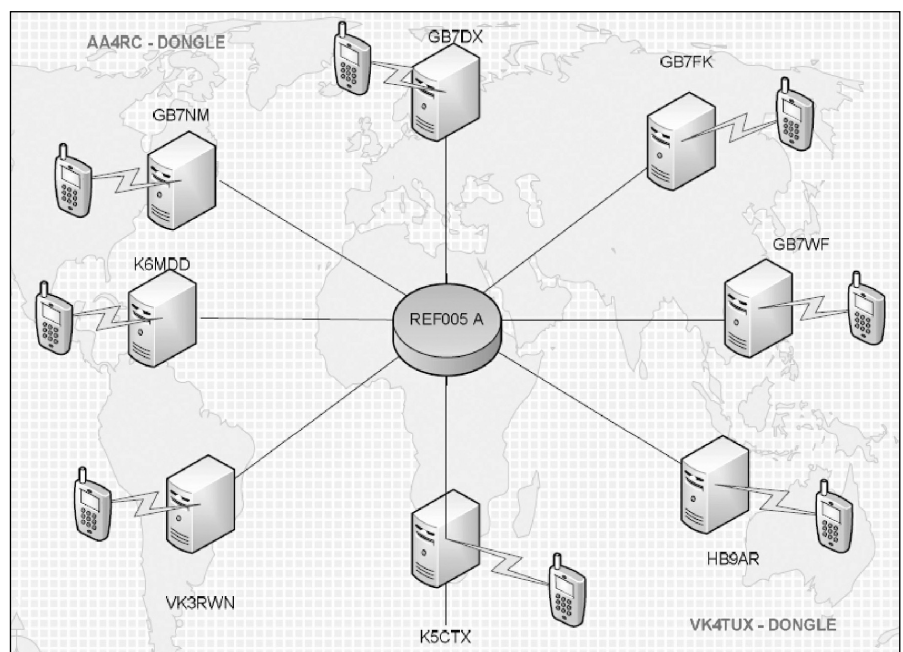 AA4RC - DONGLE
GB7DX
GB7FK
GB7NM
GB7WF
K6MDD
REF005 A
HB9AR
VK3RWN
VK4TUX - DONGLE
K5CTX